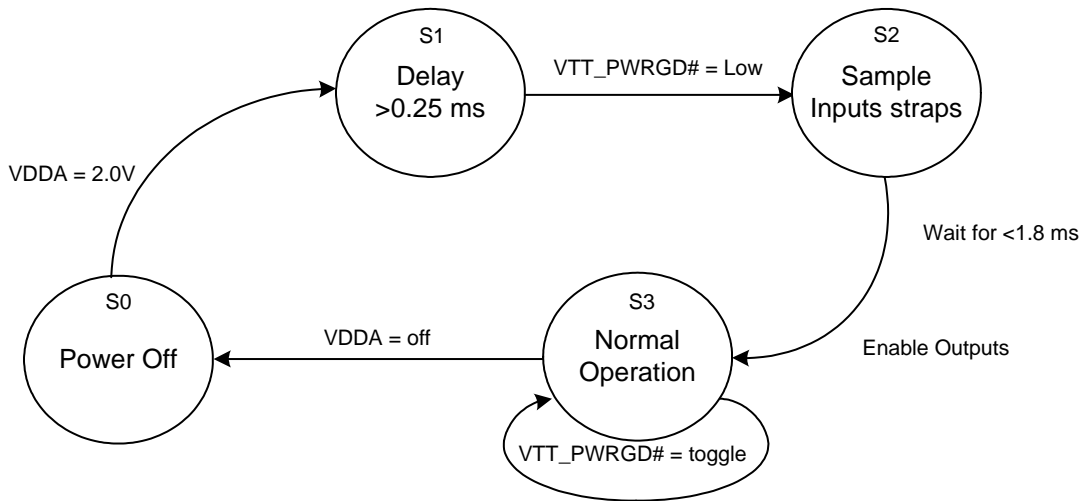 S1
Delay
>0.25 ms
VTT_PWRGD# = Low
S2
Sample
Inputs straps
VDDA = 2.0V
Wait for <1.8 ms
S0
Power Off
VDDA = off
S3
Normal
Operation
Enable Outputs
VTT_PWRGD# = toggle